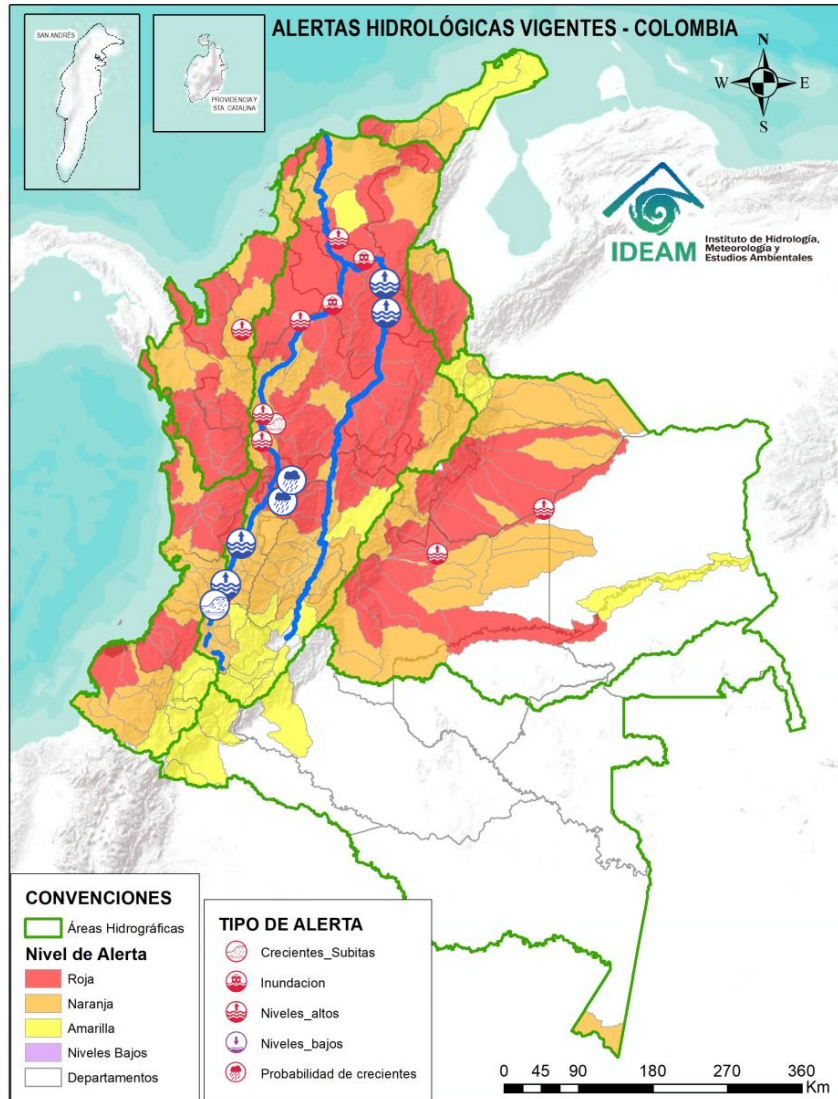 ALERTAS HIDROLÓGICAS VIGENTES - COLOMBIA
SAN ANDRÉS
PROVIDENCIA Y
STA. CATALINA
N
W
E
S
IDEAM
Instituto de Hidrología,
Meteorología y
Estudios Ambientales
CONVENCIONES
Áreas Hidrográficas
Nivel de Alerta
Roja
Naranja
Amarilla
Niveles Bajos
Departamentos
TIPO DE ALERTA
Crecientes_Subitas
Inundacion
Niveles_altos
Niveles_bajos
Probabilidad de crecientes
0 45 90 180 270 360
Km